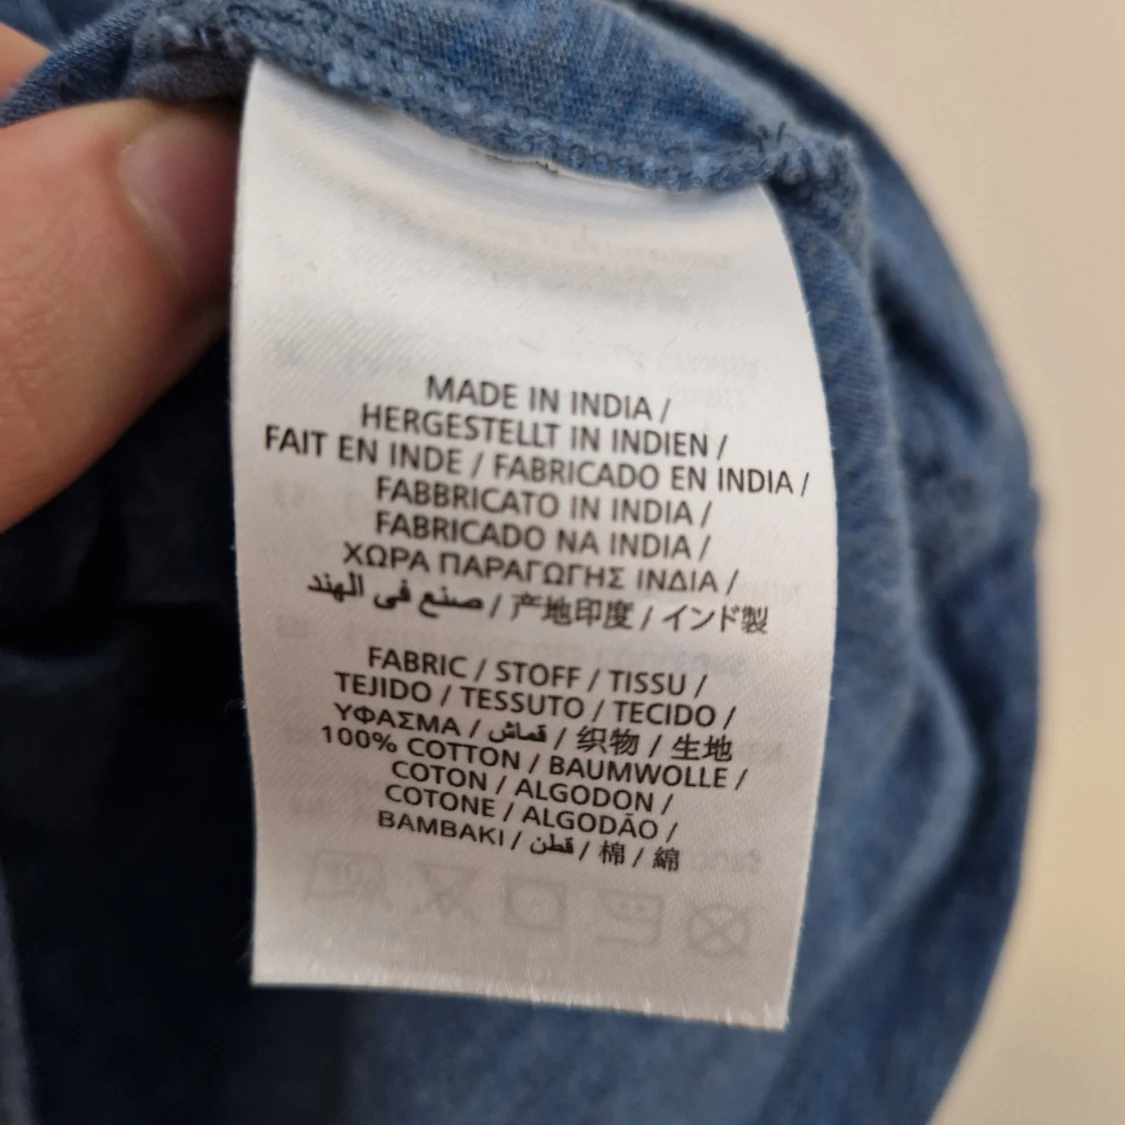 MADE IN INDIA /
HERGESTELLT IN INDIEN /
FAIT EN INDE / FABRICADO EN INDIA /
FABBRICATO IN INDIA /
FABRICADO NA INDIA /
ΧΩΡΑ ΠΑΡΑΓΩΓΗΣ ΙΝΔΙΑ /
صنع في الهند / 产地印度 / インド製
FABRIC / STOFF / TISSU /
TEJIDO / TESSUTO / TECIDO /
ΥΦΑΣΜΑ / قماش / 织物 / 生地
100% COTTON / BAUMWOLLE /
COTON / ALGODON /
COTONE / ALGODÃO /
ΒΑΜΒΑΚΙ / قطن / 棉 / 綿